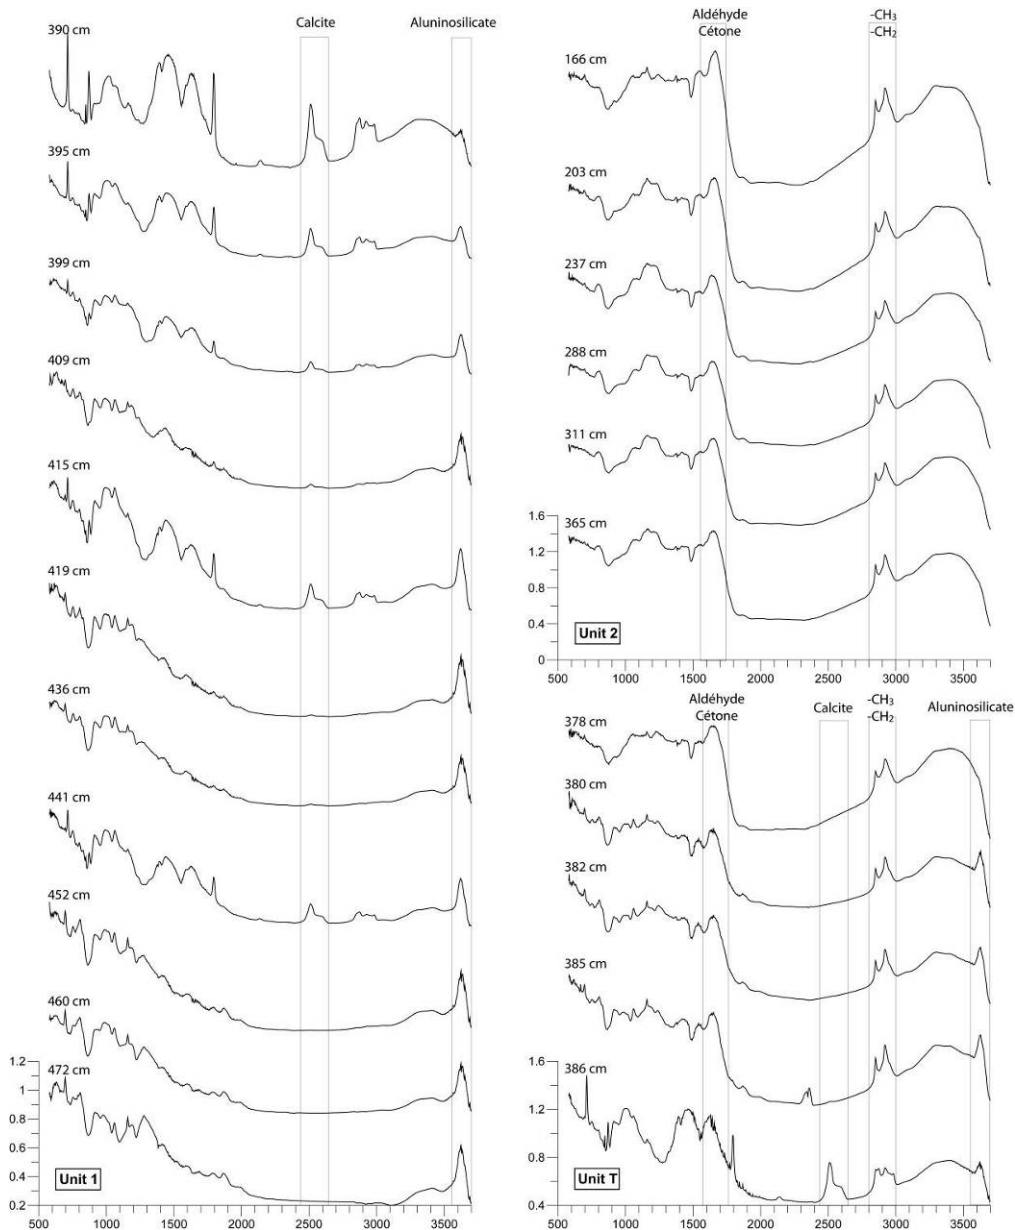 Calcite
Aluninosilicate
390 cm
395 cm
399 cm
409 cm
415 cm
419 cm
436 cm
441 cm
452 cm
460 cm
472 cm
1.2
1
0.8
0.6
0.4
0.2
Unit 1
500 1000 1500 2000 2500 3000 3500
Aldéhyde
Cétone
-CH3
-CH2
166 cm
203 cm
237 cm
288 cm
311 cm
365 cm
1.6
1.2
0.8
0.4
0
Unit 2
500 1000 1500 2000 2500 3000 3500
Aldéhyde
Cétone
Calcite
-CH3
-CH2
Aluninosilicate
378 cm
380 cm
382 cm
385 cm
386 cm
1.6
1.2
0.8
0.4
Unit T
500 1000 1500 2000 2500 3000 3500